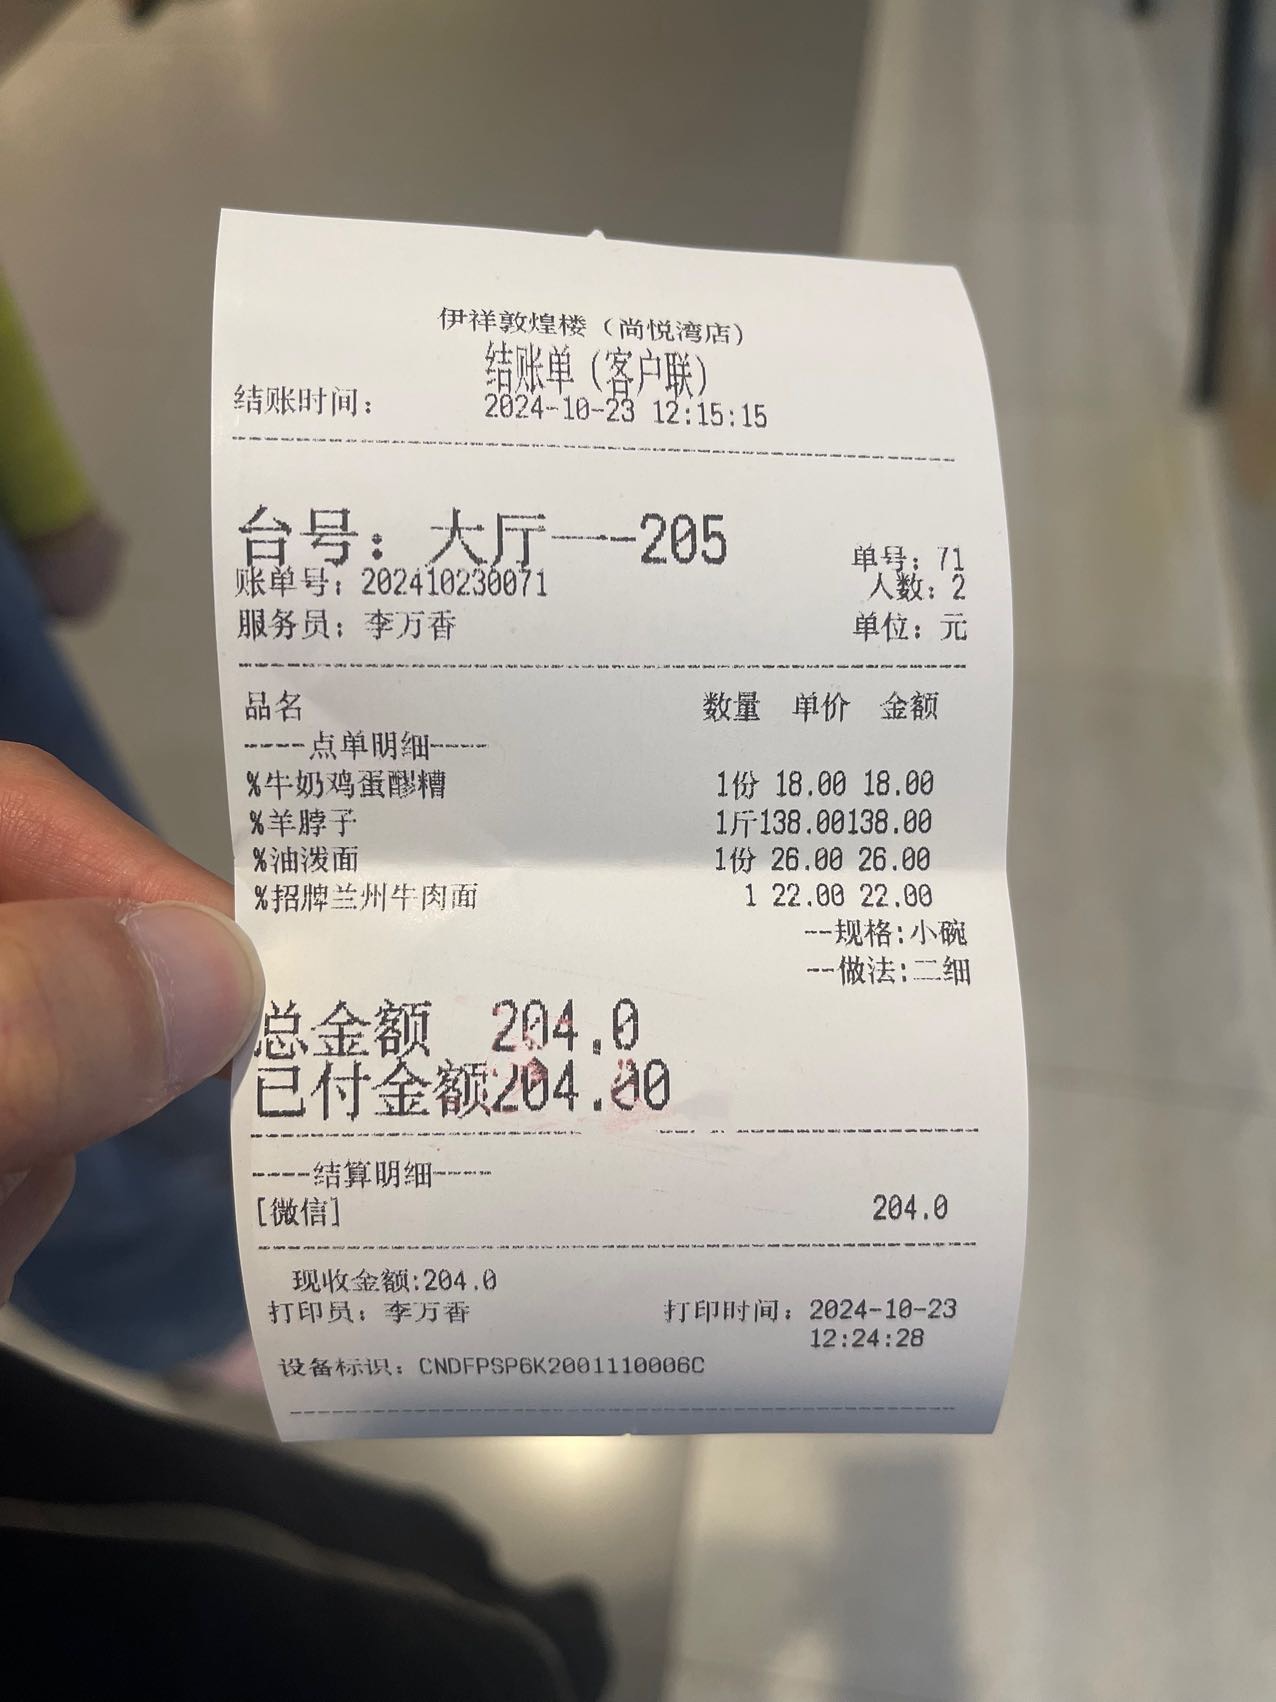 伊祥敦煌楼（尚悦湾店）
结账单（客户联）
结账时间： 2024-10-23 12:15:15
台号：大厅一--205
单号：71
账单号：202410230071
人数：2
服务员：李万香 单位：元
品名 数量 单价 金额
----点单明细----
%牛奶鸡蛋醪糟 1份 18.00 18.00
%羊脖子 1斤138.00138.00
%油泼面 1份 26.00 26.00
%招牌兰州牛肉面 1 22.00 22.00
--规格:小碗
--做法:二细
总金额 204.0
已付金额204.00
----结算明细----
[微信] 204.0
现收金额:204.0
打印员：李万香 打印时间：2024-10-23
12:24:28
设备标识：CNDFPSP6K2001110006C